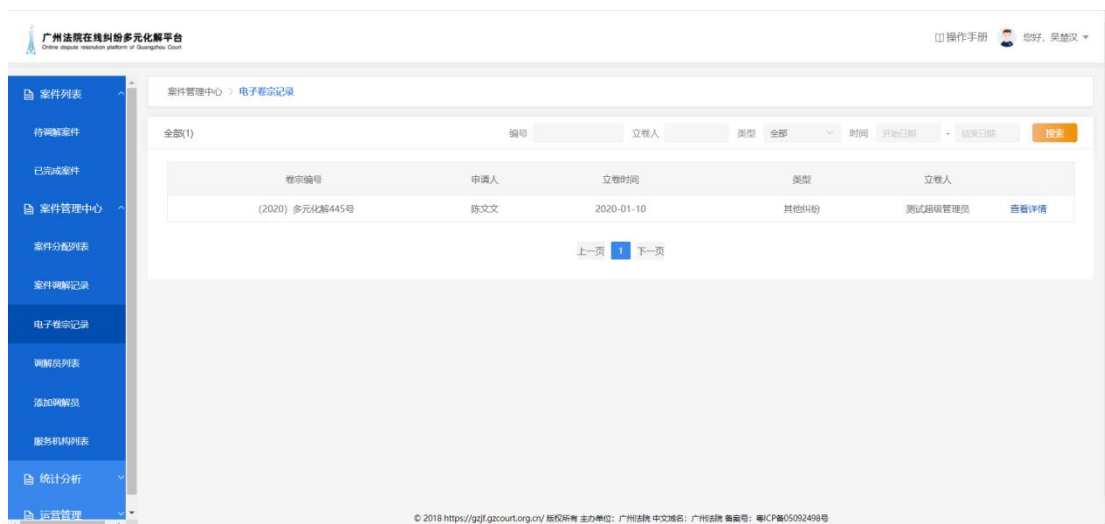 广州法院在线纠纷多元化解平台
Online dispute resolution platform of Guangzhou Court
操作手册 您好，吴楚汉
案件列表
待调解案件
已完成案件
案件管理中心
案件分配列表
案件调解记录
电子卷宗记录
调解员列表
添加调解员
服务机构列表
统计分析
运营管理
案件管理中心 > 电子卷宗记录
全部(1) 编号 立卷人 类型 全部 时间 开始日期 - 结束日期 搜索
卷宗编号 申请人 立卷时间 类型 立卷人
(2020) 多元化解445号 陈文文 2020-01-10 其他纠纷 测试超级管理员 查看详情
上一页 1 下一页
© 2018 https://gzjf.gzcourt.org.cn/ 版权所有 主办单位：广州法院 中文域名：广州法院 备案号：粤ICP备05092498号